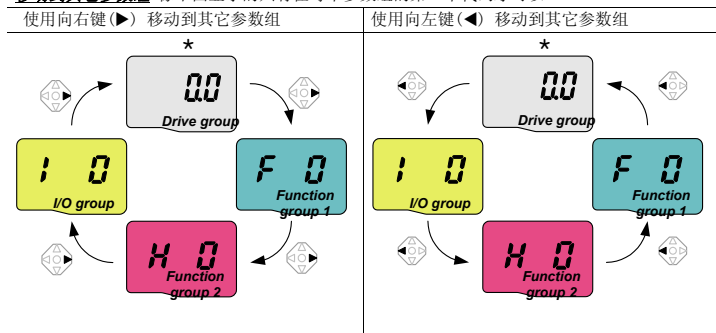 使用向右键(▶) 移动到其它参数组
使用向左键(◀) 移动到其它参数组
*
0.0
Drive group
I 0
I/O group
F 0
Function
group 1
H 0
Function
group 2
*
0.0
Drive group
I 0
I/O group
F 0
Function
group 1
H 0
Function
group 2